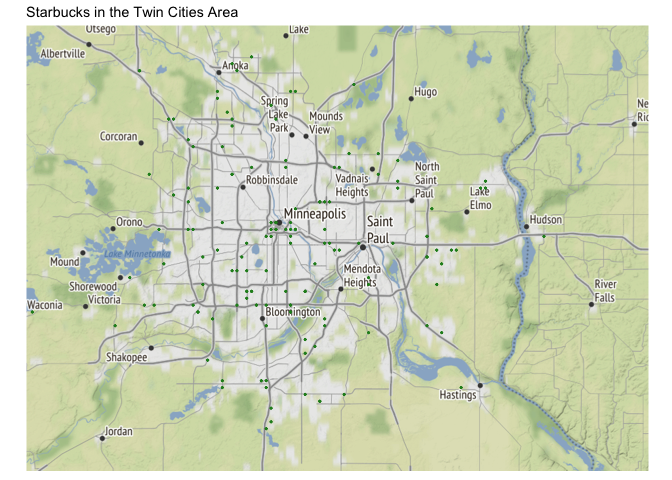 Starbucks in the Twin Cities Area
Otsego
Lake
Albertville
Anoka
Hugo
Spring
Lake
Park
Mounds
View
Corcoran
North
Saint
Paul
Vadnais
Heights
Robbinsdale
Lake
Elmo
Minneapolis
Orono
Saint
Paul
Hudson
Lake Minnetonka
Mound
Mendota
Heights
Shorewood
Victoria
River
Falls
Waconia
Bloomington
Shakopee
Hastings
Jordan